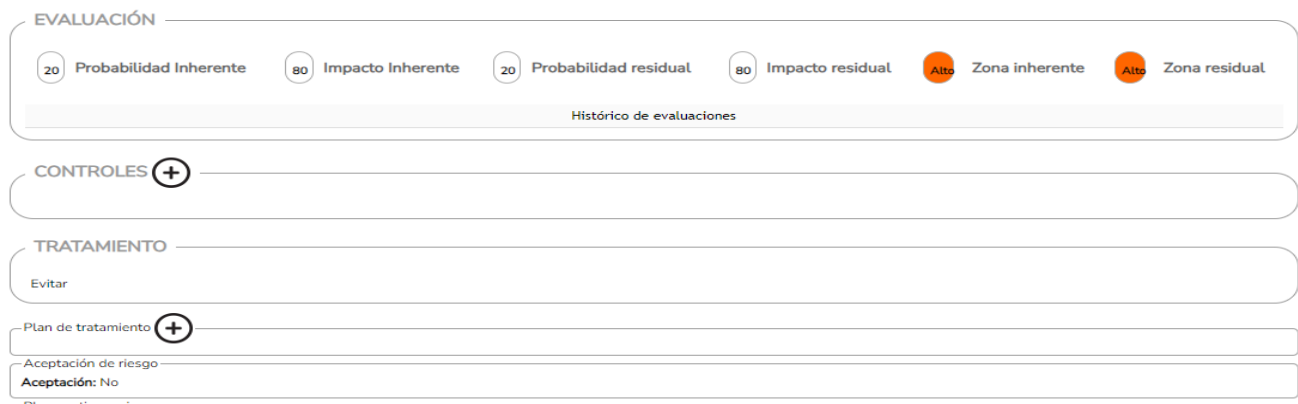 EVALUACIÓN
20 Probabilidad Inherente 80 Impacto Inherente 20 Probabilidad residual 80 Impacto residual Alto Zona inherente Alto Zona residual
Histórico de evaluaciones
CONTROLES
TRATAMIENTO
Evitar
Plan de tratamiento
Aceptación de riesgo
Aceptación: No